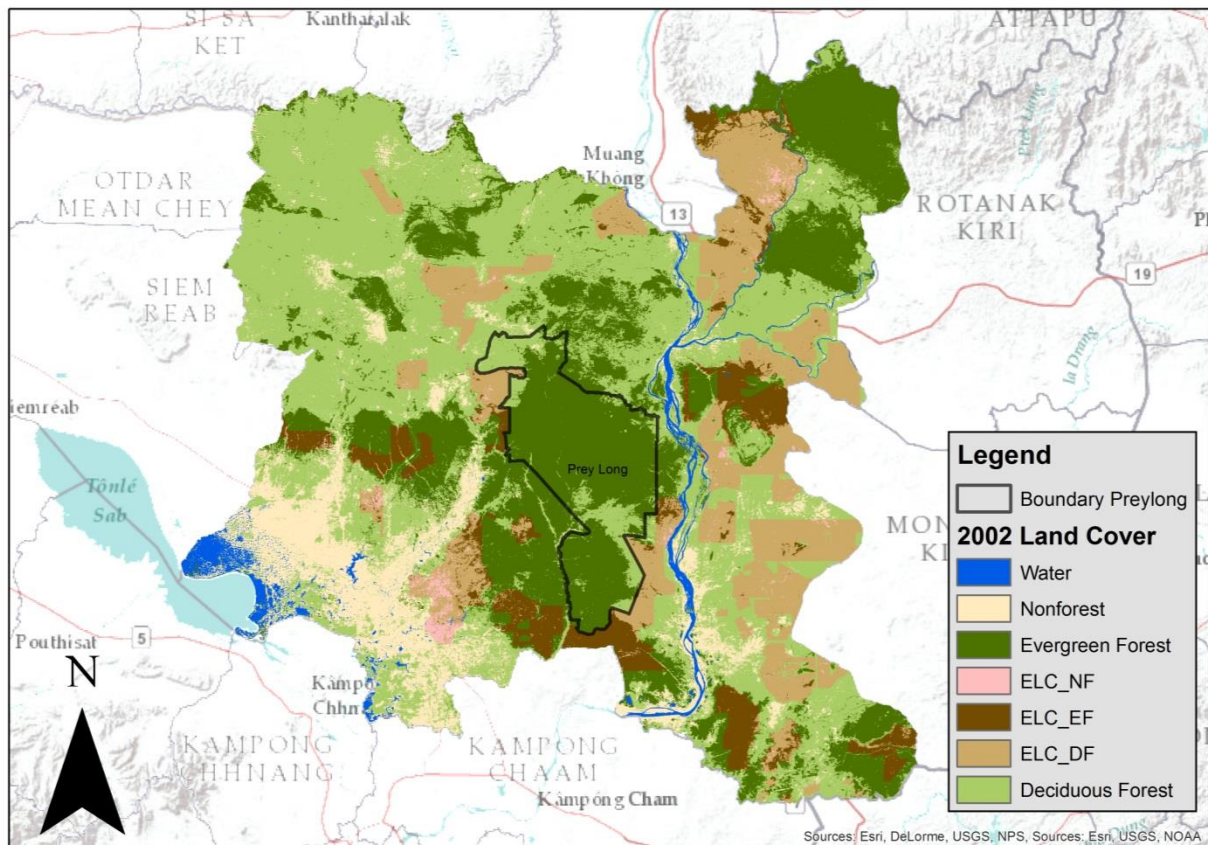 SI SA
KET
Kantharalak
ATTAPU
Muang
Không
13
OTDAR
MEAN CHEY
ROTANAK
KIRI
19
SIEM
REAB
Prey Long
Tônlé
Sab
Pouthisat
5
N
KAMPONG
CHHNANG
KAMPONG
CHAAM
Kâmpóng Cham
Legend
Boundary Preylong
2002 Land Cover
Water
Nonforest
Evergreen Forest
ELC_NF
ELC_EF
ELC_DF
Deciduous Forest
Sources: Esri, DeLorme, USGS, NPS, Sources: Esri, USGS, NOAA